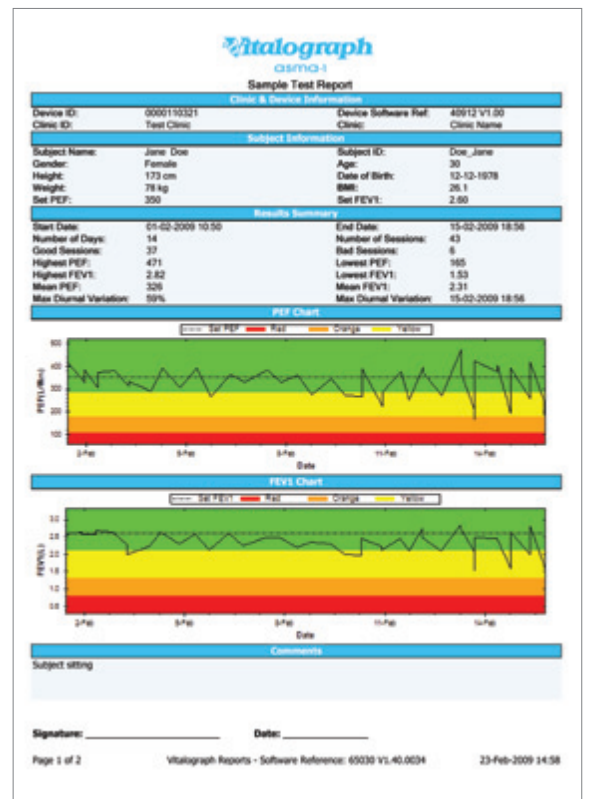 Vitalograph
asma-1
Sample Test Report
Clinic & Device Information
Device ID: 0000110321 Device Software Ref: 40912 V1.00
Clinic ID: Test Clinic Clinic: Clinic Name
Subject Information
Subject Name: Jane Doe Subject ID: Doe_Jane
Gender: Female Age: 30
Height: 173 cm Date of Birth: 12-12-1978
Weight: 78 kg BMI: 26.1
Set PEF: 350 Set FEV1: 2.60
Results Summary
Start Date: 01-02-2009 10:50 End Date: 15-02-2009 18:56
Number of Days: 14 Number of Sessions: 43
Good Sessions: 37 Bad Sessions: 6
Highest PEF: 471 Lowest PEF: 165
Highest FEV1: 2.82 Lowest FEV1: 1.53
Mean PEF: 326 Mean FEV1: 2.31
Max Diurnal Variation: 59% Max Diurnal Variation: 15-02-2009 18:56
PEF Chart
Set PEF Red Orange Yellow
500
400
300
200
100
PEF(L/Min)
2-Feb 5-Feb 8-Feb 11-Feb 14-Feb
Date
FEV1 Chart
Set FEV1 Red Orange Yellow
3.0
2.0
FEV1(L)
2-Feb 5-Feb 8-Feb 11-Feb 14-Feb
Date
Comments
Subject sitting
Signature: Date:
Page 1 of 2 Vitalograph Reports - Software Reference: 65030 V1.40.0034 23-Feb-2009 14:58